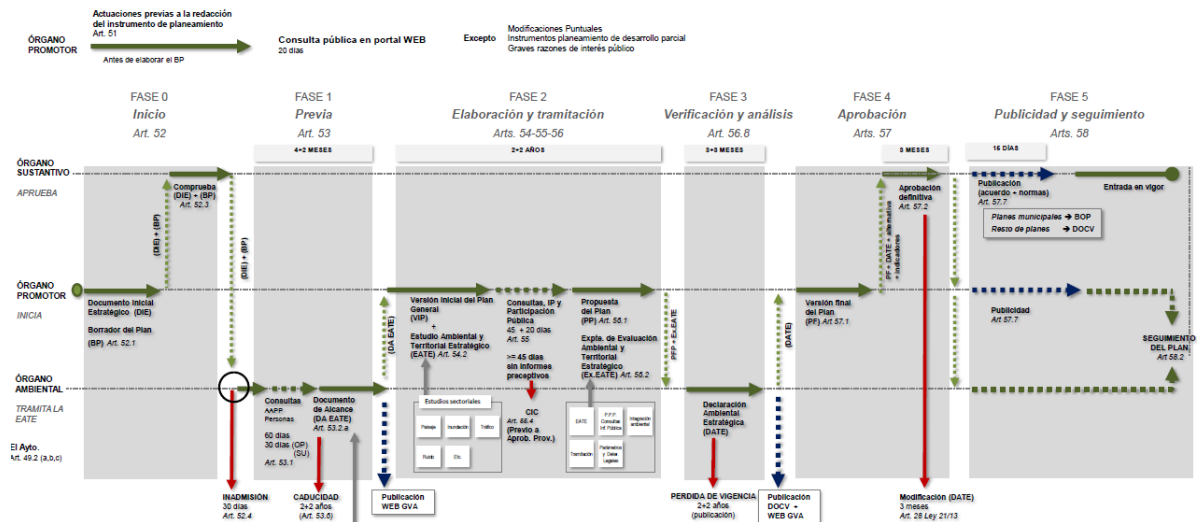 Actuaciones previas a la redacción
del instrumento de planeamiento
Art. 51
ÓRGANO
PROMOTOR
Antes de elaborar el BP
Consulta pública en portal WEB
20 días
Excepto
Modificaciones Puntuales
Instrumentos planeamiento de desarrollo parcial
Graves razones de interés público
FASE 0
Inicio
Art. 52
FASE 1
Previa
Art. 53
FASE 2
Elaboración y tramitación
Arts. 54-55-56
FASE 3
Verificación y análisis
Art. 56.8
FASE 4
Aprobación
Arts. 57
FASE 5
Publicidad y seguimiento
Arts. 58
4+2 MESES
2+2 AÑOS
3+3 MESES
3 MESES
15 DÍAS
ÓRGANO
SUSTANTIVO
APRUEBA
Comprueba
(DIE) + (BP)
Art. 52.3
(DIE) + (BP)
(DIE) + (BP)
Aprobación
definitiva
Art. 57.2
PF + DATE + alternativa
+ indicadores
Publicación
(acuerdo + normas)
Art. 57.7
Entrada en vigor
Planes municipales → BOP
Resto de planes → DOCV
ÓRGANO
PROMOTOR
INICIA
Documento Inicial
Estratégico (DIE)
Borrador del Plan
(BP) Art. 52.1
(DA EATE)
Versión inicial del Plan
General
(VIP)
+
Estudio Ambiental y
Territorial Estratégico
(EATE) Art. 54.2
Consultas, IP y
Participación
Pública
45 + 20 días
Art. 55
>= 45 días
sin informes
preceptivos
Propuesta
del Plan
(PP) Art. 56.1
Expte. de Evaluación
Ambiental y
Territorial
Estratégico
(Ex.EATE) Art. 56.2
PFP + Ex.EATE
(DATE)
Versión final
del Plan
(PF) Art. 57.1
Publicidad
Art 57.7
SEGUIMIENTO
DEL PLAN
Art 58.2
ÓRGANO
AMBIENTAL
TRAMITA LA
EATE
El Ayto.
Art. 49.2 (a,b,c)
Consultas
AAPP
Personas
60 días
30 días (OP)
(SU)
Art. 53.1
Documento
de Alcance
(DA EATE)
Art. 53.2.a
Estudios sectoriales
Paisaje
Inundación
Tráfico
Ruido
Etc.
CIC
Art. 55.4
(Previo a
Aprob. Prov.)
EATE
P.P.P.
Consultas
Inf. Pública
Integración
ambiental
Tramitación
Parámetros
y Deter.
Legales
Declaración
Ambiental
Estratégica
(DATE)
INADMISIÓN
30 días
Art. 52.4
CADUCIDAD
2+2 años
(Art. 53.6)
Publicación
WEB GVA
PERDIDA DE VIGENCIA
2+2 años
(publicación)
Publicación
DOCV +
WEB GVA
Modificación (DATE)
3 meses
Art. 28 Ley 21/13